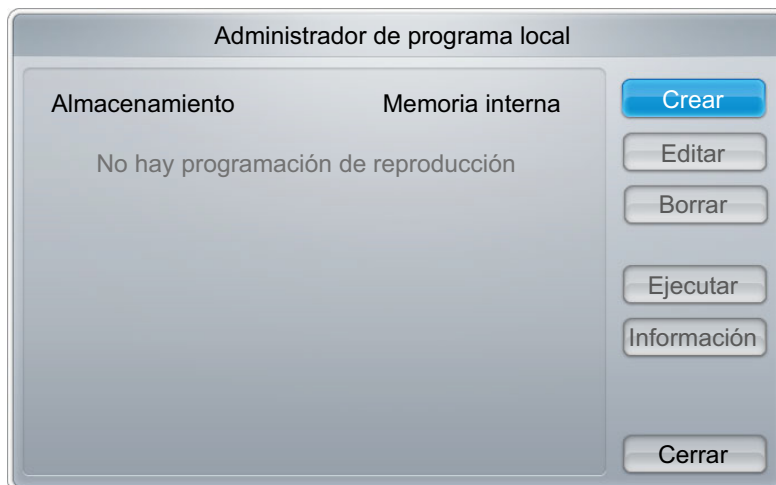 Administrador de programa local
Almacenamiento Memoria interna
No hay programación de reproducción
Crear
Editar
Borrar
Ejecutar
Información
Cerrar